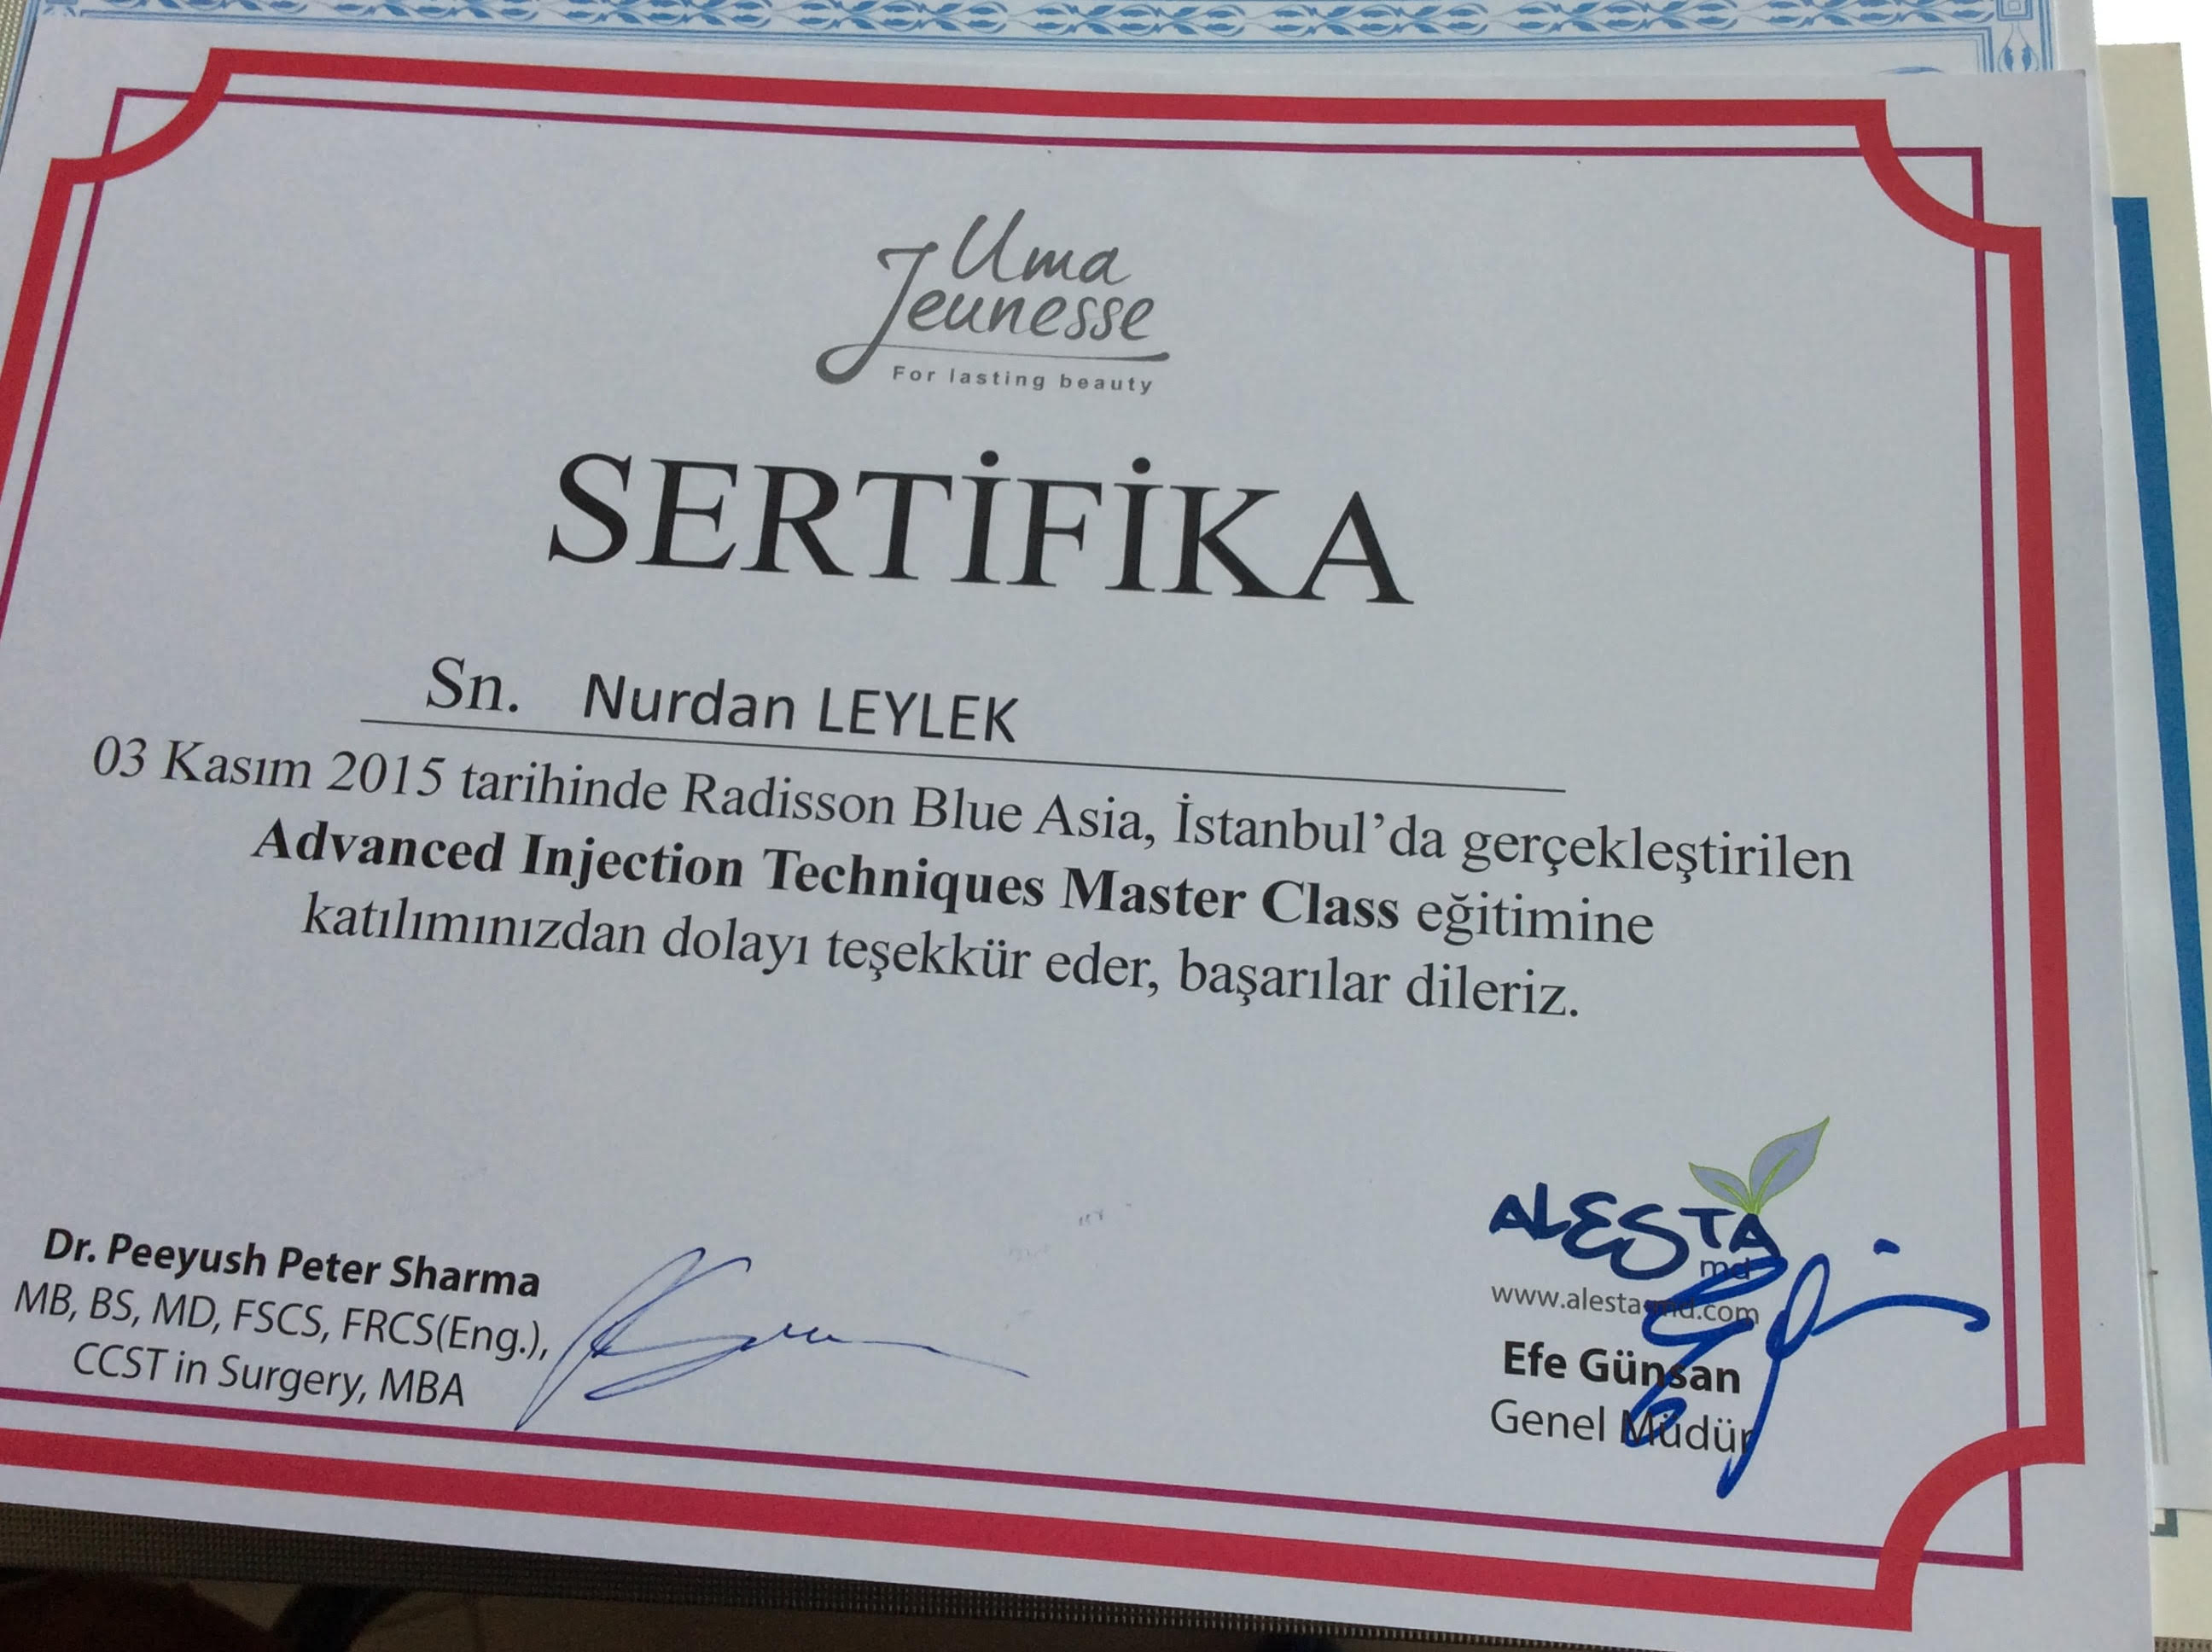 Uma
Jeunesse
For lasting beauty
SERTİFİKA
Sn. Nurdan LEYLEK
03 Kasım 2015 tarihinde Radisson Blue Asia, İstanbul’da gerçekleştirilen
Advanced Injection Techniques Master Class eğitimine
katılımınızdan dolayı teşekkür eder, başarılar dileriz.
Dr. Peeyush Peter Sharma
MB, BS, MD, FSCS, FRCS(Eng.),
CCST in Surgery, MBA
ALESTA
md
www.alesta-md.com
Efe Günsan
Genel Müdür